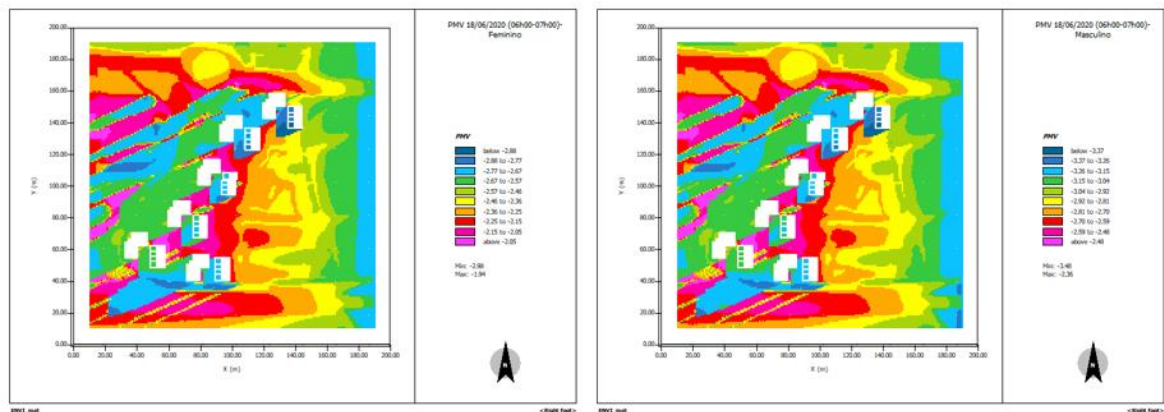 PMV 18/06/2020 (06h00-07h00)-
Feminino
200.00
180.00
160.00
140.00
120.00
100.00
80.00
60.00
40.00
20.00
0.00
Y (m)
0.00 20.00 40.00 60.00 80.00 100.00 120.00 140.00 160.00 180.00 200.00
X (m)
PMV
below -2.88
-2.88 to -2.77
-2.77 to -2.67
-2.67 to -2.57
-2.57 to -2.46
-2.46 to -2.36
-2.36 to -2.25
-2.25 to -2.15
-2.15 to -2.05
above -2.05
Min: -2.98
Max: -1.94
N
<Right foot>
PMV 18/06/2020 (06h00-07h00)-
Masculino
200.00
180.00
160.00
140.00
120.00
100.00
80.00
60.00
40.00
20.00
0.00
Y (m)
0.00 20.00 40.00 60.00 80.00 100.00 120.00 140.00 160.00 180.00 200.00
X (m)
PMV
below -3.37
-3.37 to -3.26
-3.26 to -3.15
-3.15 to -3.04
-3.04 to -2.92
-2.92 to -2.81
-2.81 to -2.70
-2.70 to -2.59
-2.59 to -2.48
above -2.48
Min: -3.48
Max: -2.36
N
<Right foot>